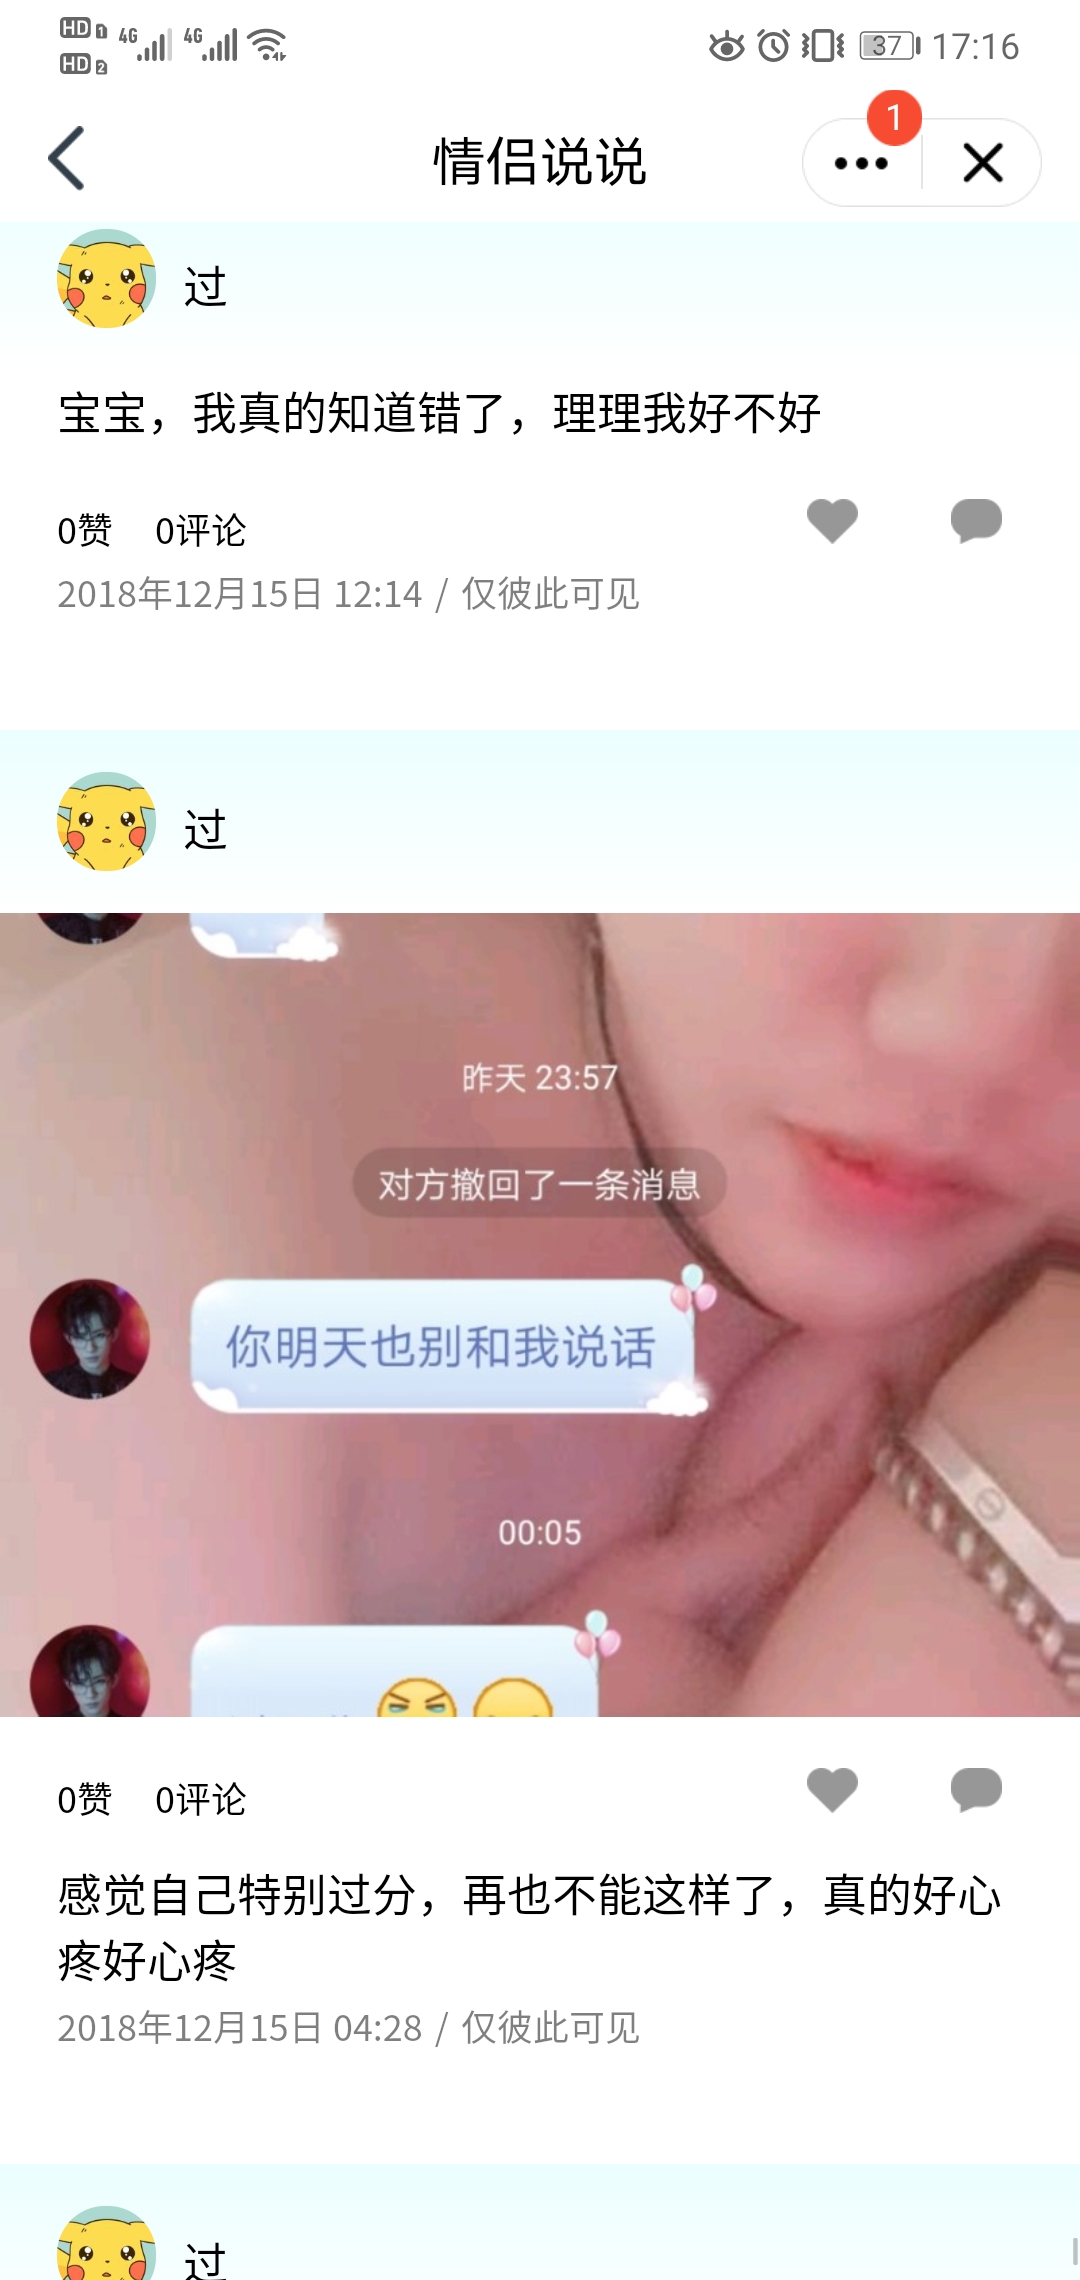 HD 1 4G 4G
HD 2
37 17:16
情侣说说
1
过
宝宝，我真的知道错了，理理我好不好
0赞 0评论
2018年12月15日 12:14 / 仅彼此可见
过
昨天 23:57
对方撤回了一条消息
你明天也别和我说话
00:05
0赞 0评论
感觉自己特别过分，再也不能这样了，真的好心
疼好心疼
2018年12月15日 04:28 / 仅彼此可见
过